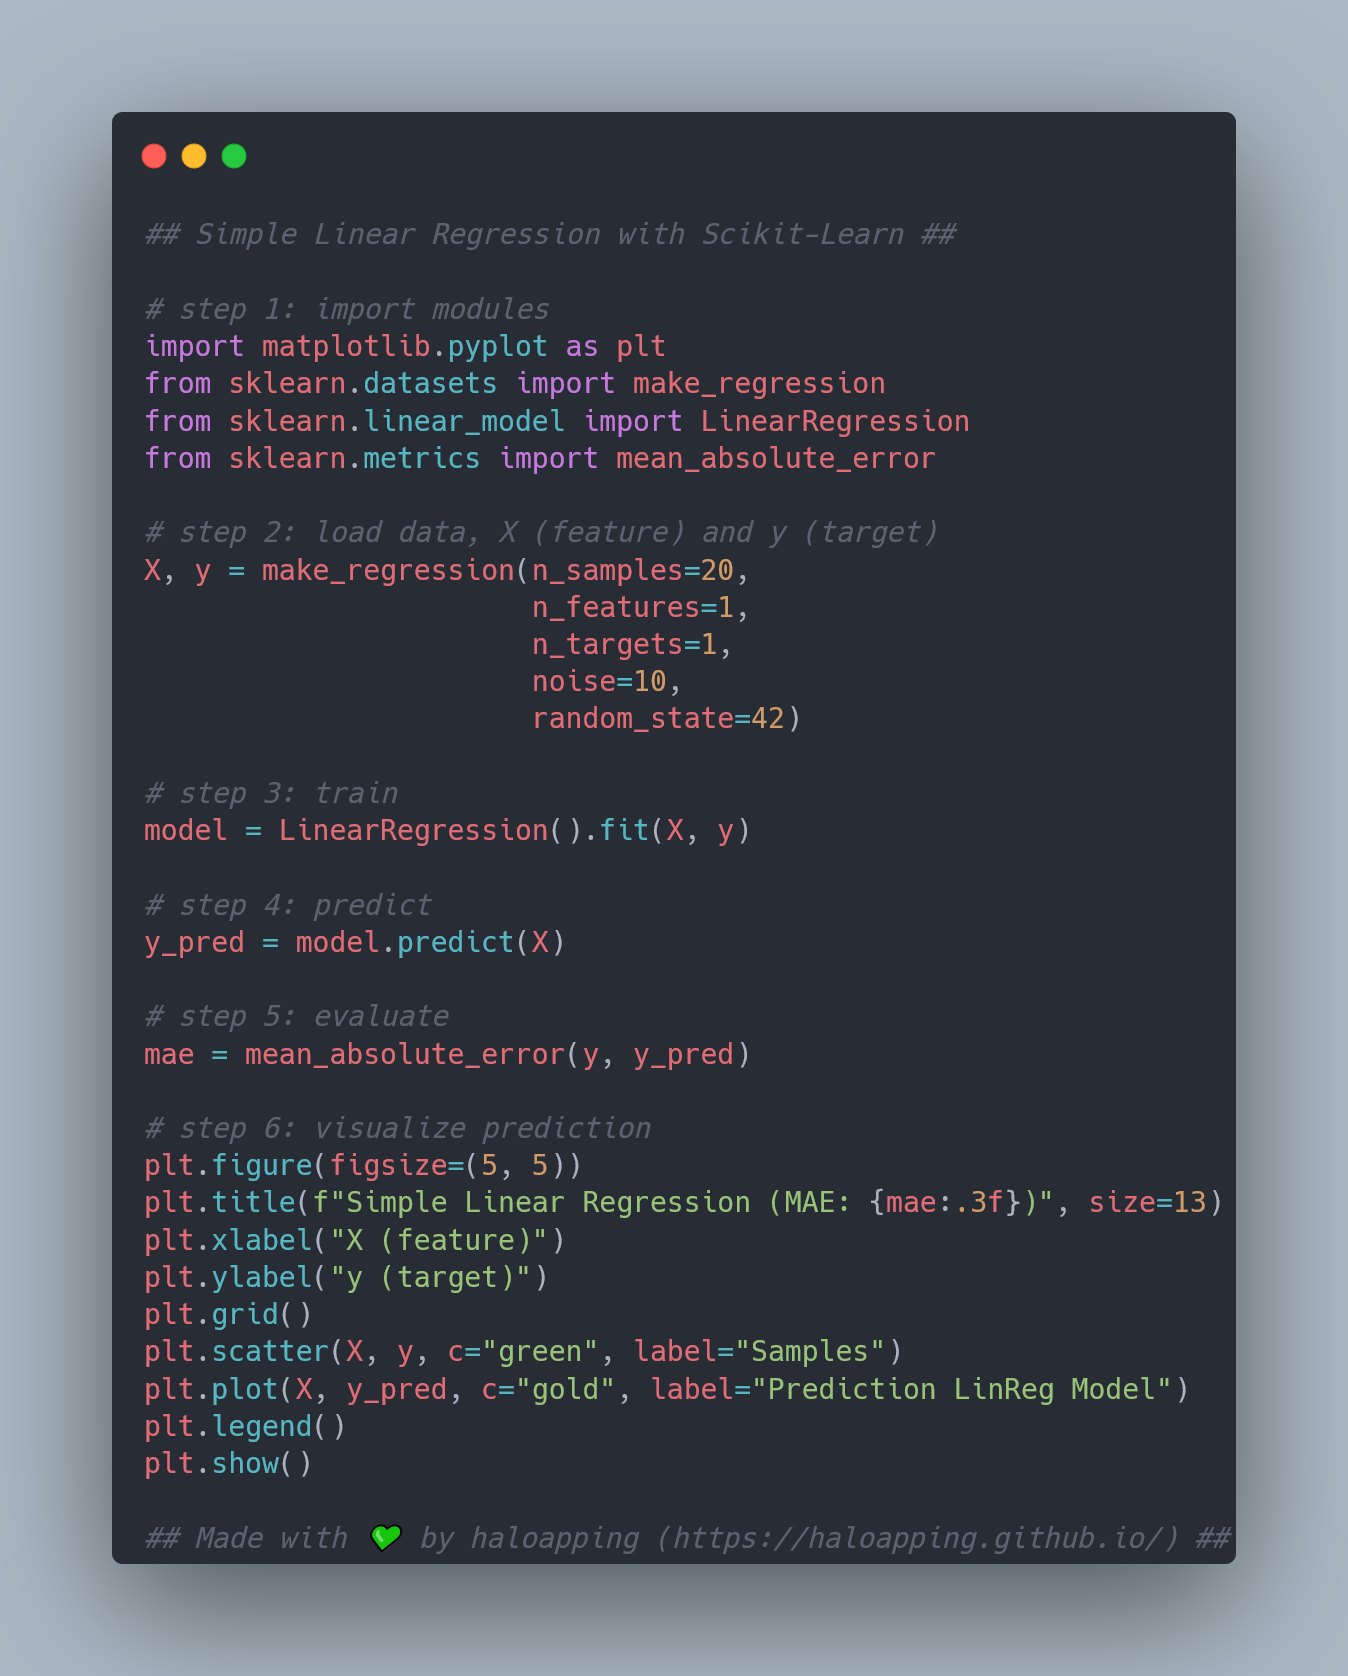 ## Simple Linear Regression with Scikit-Learn ##

# step 1: import modules
import matplotlib.pyplot as plt
from sklearn.datasets import make_regression
from sklearn.linear_model import LinearRegression
from sklearn.metrics import mean_absolute_error

# step 2: load data, X (feature) and y (target)
X, y = make_regression(n_samples=20,
                       n_features=1,
                       n_targets=1,
                       noise=10,
                       random_state=42)

# step 3: train
model = LinearRegression().fit(X, y)

# step 4: predict
y_pred = model.predict(X)

# step 5: evaluate
mae = mean_absolute_error(y, y_pred)

# step 6: visualize prediction
plt.figure(figsize=(5, 5))
plt.title(f"Simple Linear Regression (MAE: {mae:.3f})", size=13)
plt.xlabel("X (feature)")
plt.ylabel("y (target)")
plt.grid()
plt.scatter(X, y, c="green", label="Samples")
plt.plot(X, y_pred, c="gold", label="Prediction LinReg Model")
plt.legend()
plt.show()

## Made with 💚 by haloapping (https://haloapping.github.io/) ##